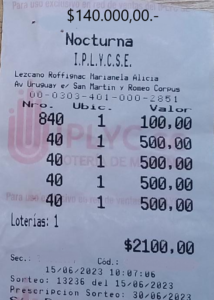 $140.000,00.-
Nocturna
I.P.L.Y.C.S.E.
Lezcano Roffignac Marianela Alicia
Av Uruguay e/ San Martin y Romeo Corpus
00-0303-401-000-2851
Nro. Ubic. Valor
840 1 100,00
40 1 500,00
40 1 500,00
40 1 500,00
40 1 500,00
Loterias: 1
$2100,00
Sec.: Cód.:
15/06/2023 10:07:06
Sorteo: 13236 del 15/06/2023
Prescripcion Sorteo: 30/06/2023